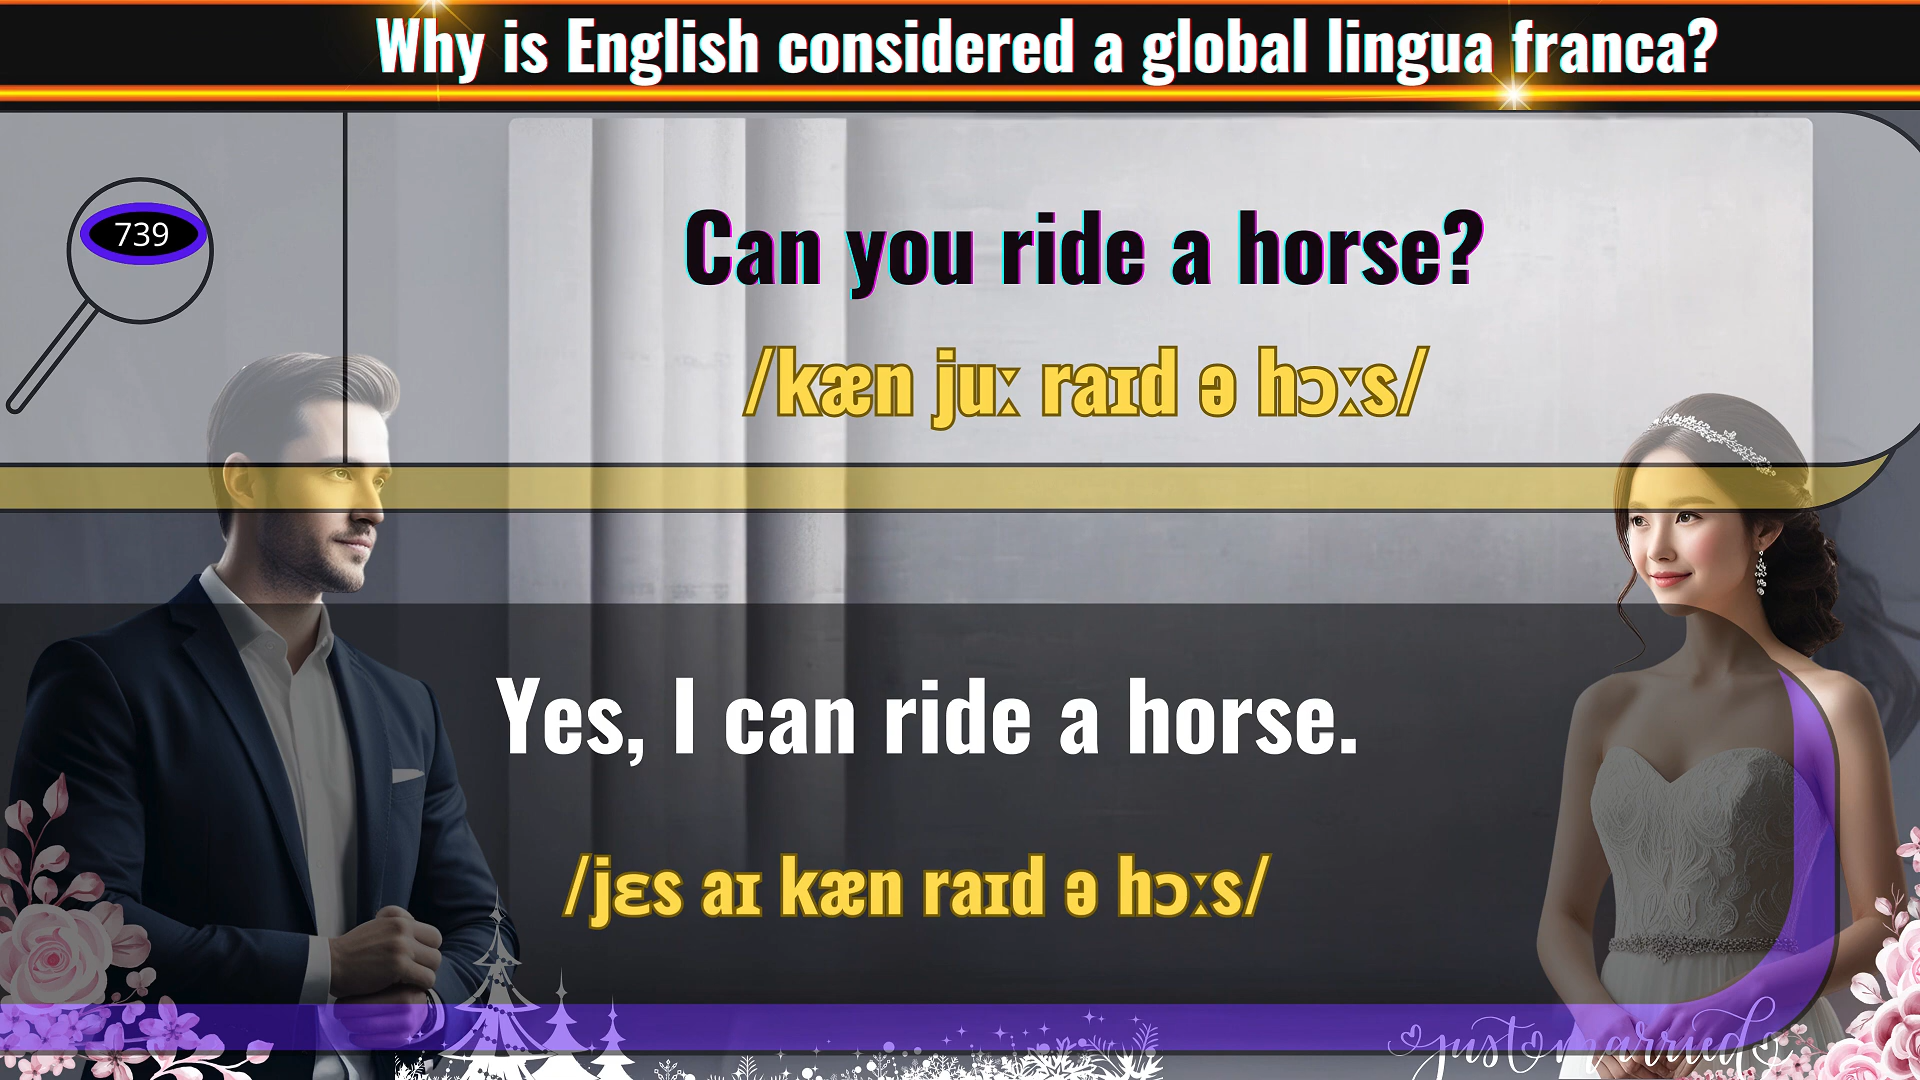 Why is English considered a global lingua franca?
739
Can you ride a horse?
/kæn juː raɪd ə hɔːs/
Yes, I can ride a horse.
/jɛs aɪ kæn raɪd ə hɔːs/
just married